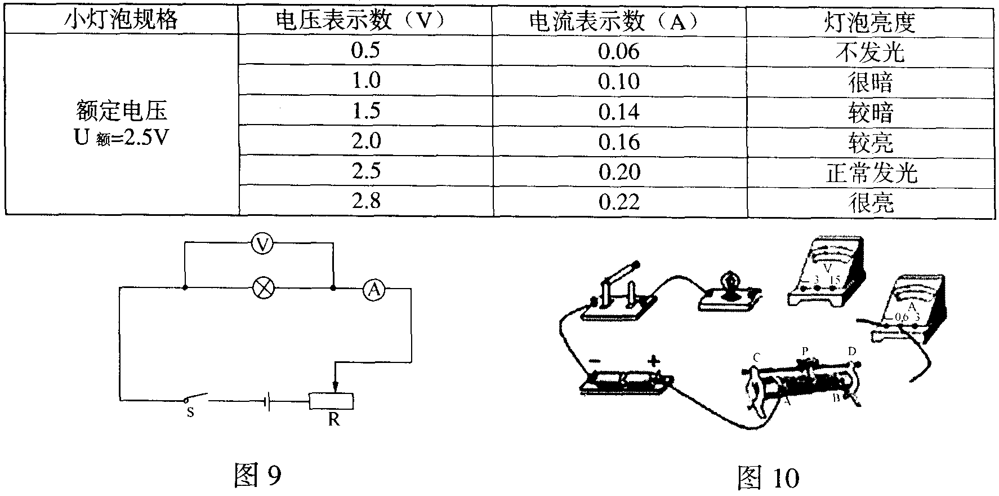 小灯泡规格 电压表示数（V） 电流表示数（A） 灯泡亮度
额定电压
U 额=2.5V
0.5 0.06 不发光
1.0 0.10 很暗
1.5 0.14 较暗
2.0 0.16 较亮
2.5 0.20 正常发光
2.8 0.22 很亮
V
A
S
R
图 9
V
− 3 15
A
− 0.6 3
− +
C P D
A B
图 10